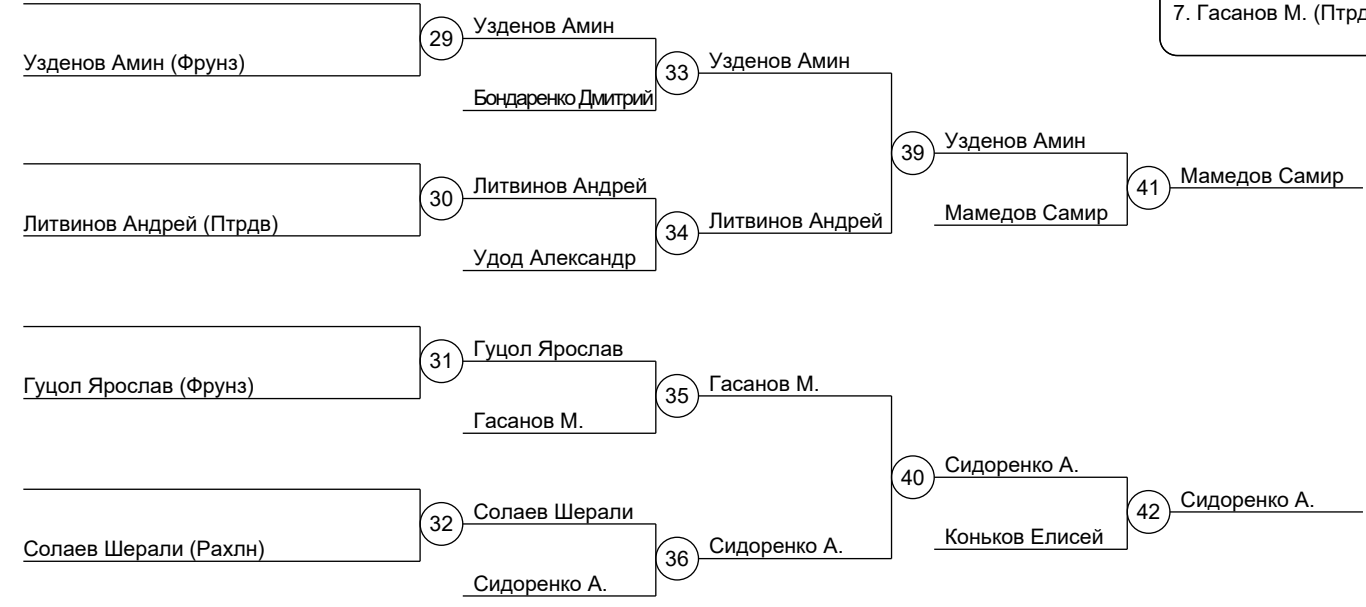 7. Гасанов М. (Птрд
Узденов Амин (Фрунз)
29
Узденов Амин
Бондаренко Дмитрий
33
Узденов Амин
Литвинов Андрей (Птрдв)
30
Литвинов Андрей
Удод Александр
34
Литвинов Андрей
39
Узденов Амин
Мамедов Самир
41
Мамедов Самир
Гуцол Ярослав (Фрунз)
31
Гуцол Ярослав
Гасанов М.
35
Гасанов М.
Солаев Шерали (Рахлн)
32
Солаев Шерали
Сидоренко А.
36
Сидоренко А.
40
Сидоренко А.
Коньков Елисей
42
Сидоренко А.